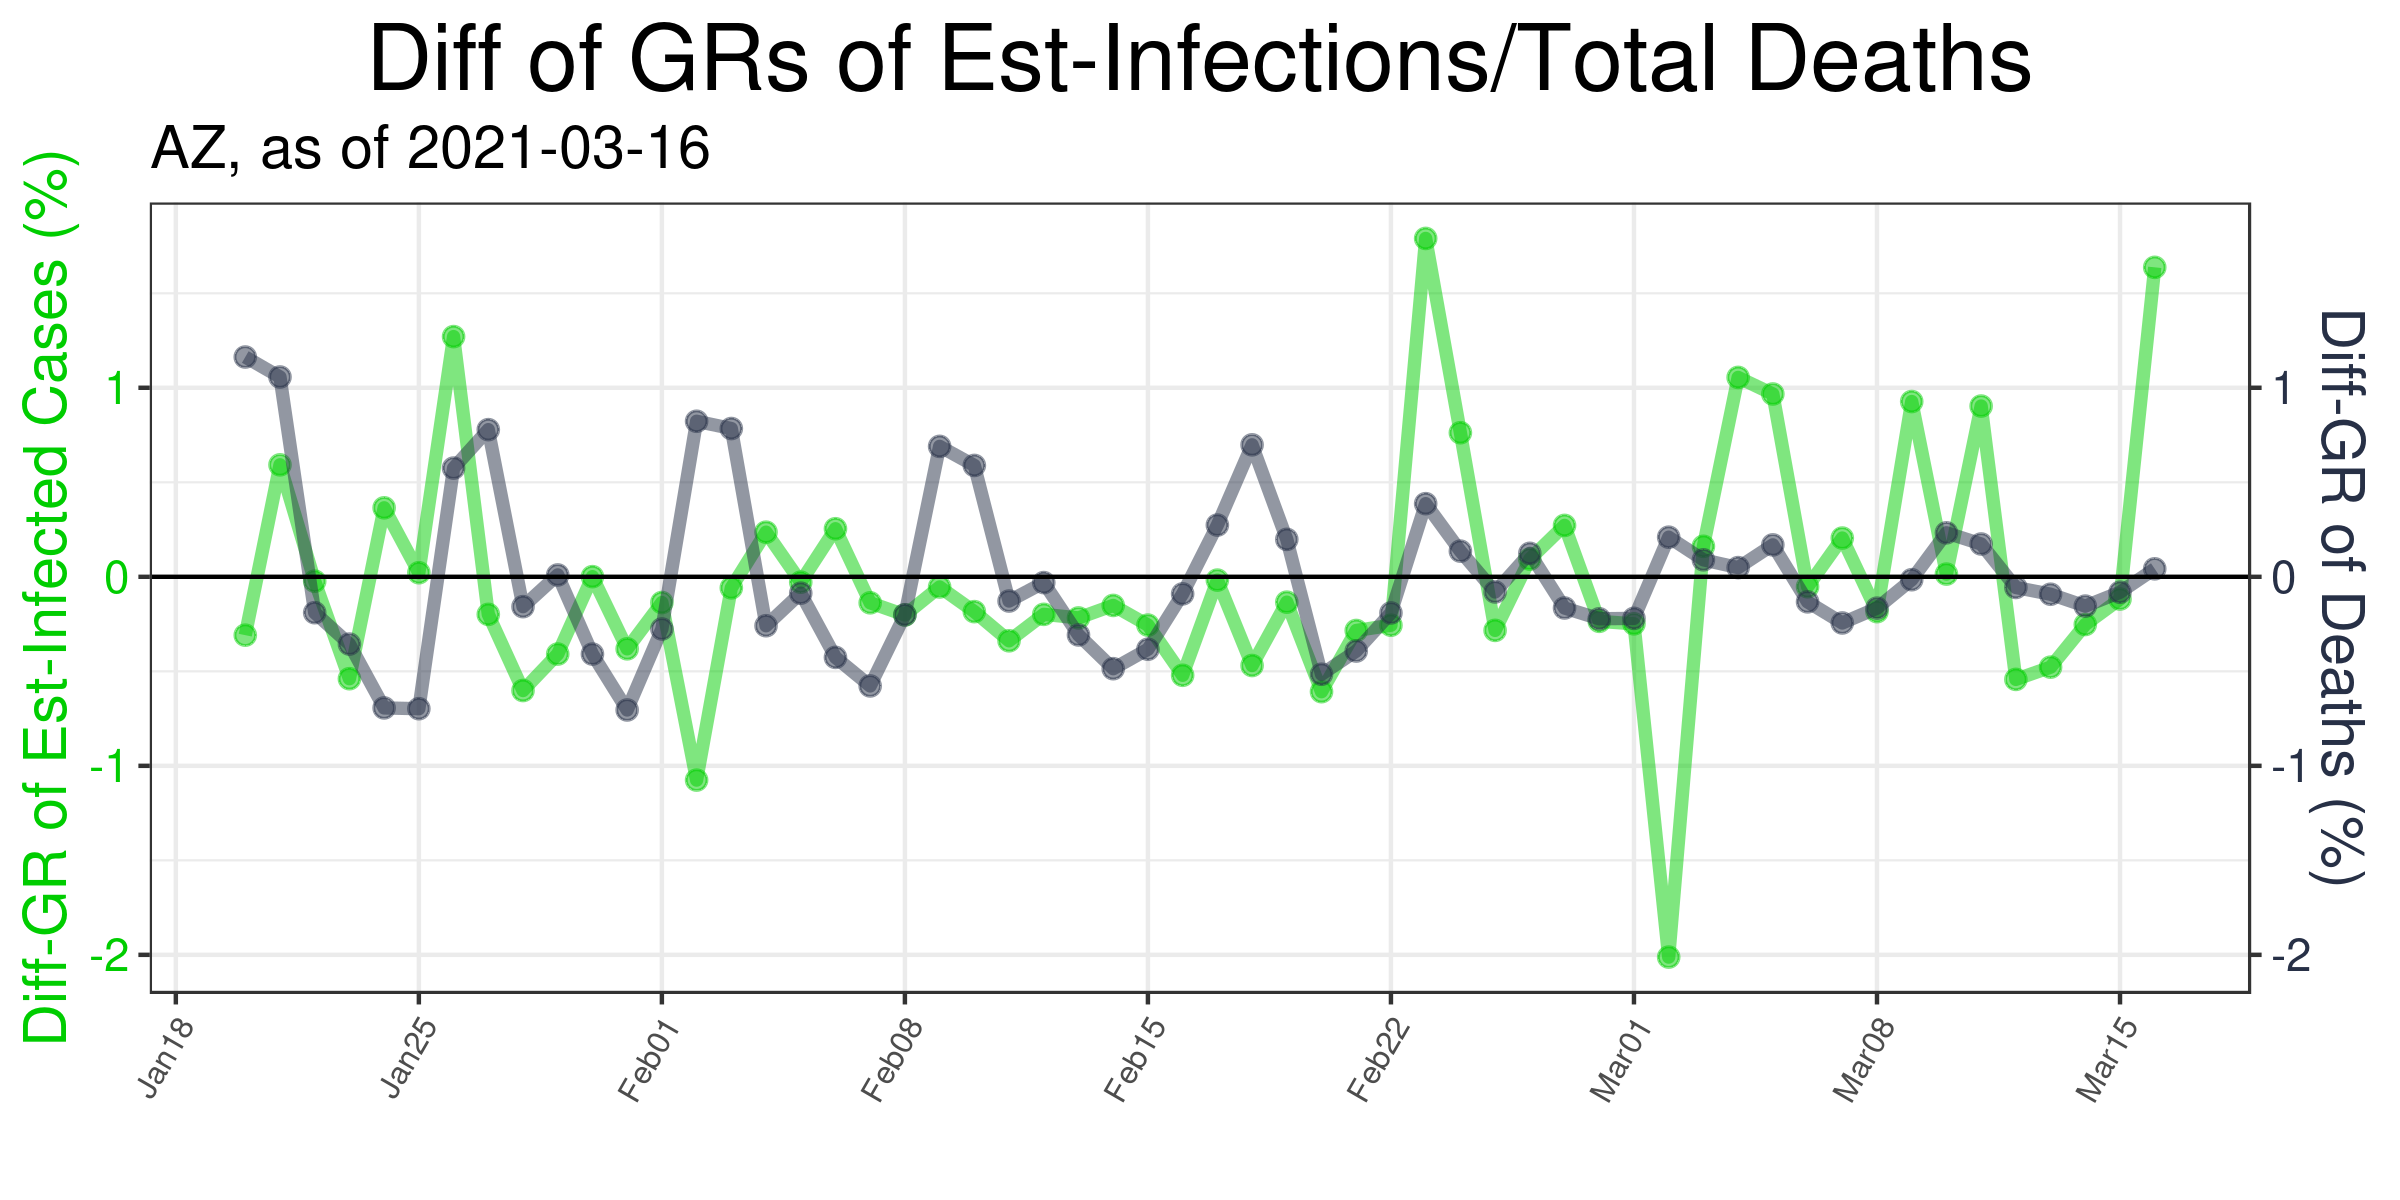 Diff of GRs of Est-Infections/Total Deaths
AZ, as of 2021-03-16
Diff-GR of Est-Infected Cases (%)
1
0
-1
-2
1
0
-1
-2
Diff-GR of Deaths (%)
Jan18
Jan25
Feb01
Feb08
Feb15
Feb22
Mar01
Mar08
Mar15